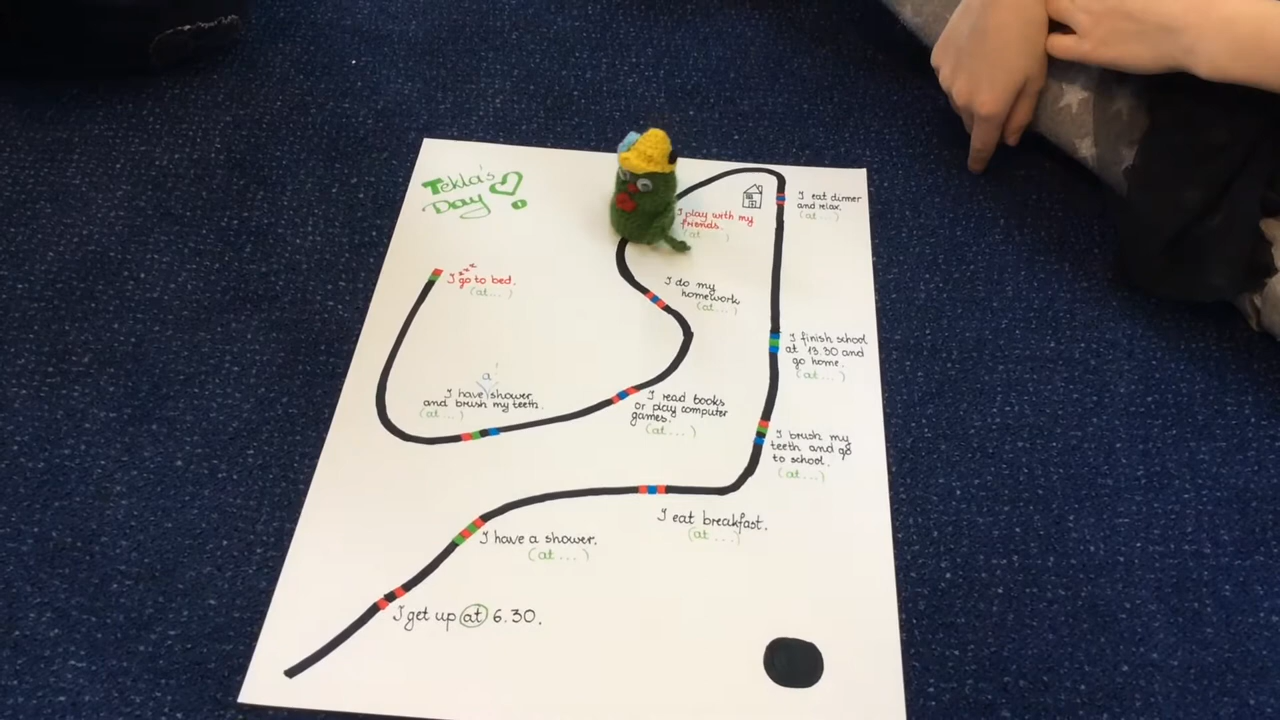 Tekla's
Day !
I get up at 6.30.
I have a shower.
(at ... )
I eat breakfast.
(at ...)
I brush my
teeth and go
to school.
(at ...)
I finish school
at 13.30 and
go home.
(at ... )
I eat dinner
and relax.
(at ... )
I play with my
friends.
(at )
I do my
homework
(at ... )
I read books
or play computer
games.
(at ... )
a
I have shower
and brush my teeth.
(at ... )
zzz
I go to bed.
(at ... )